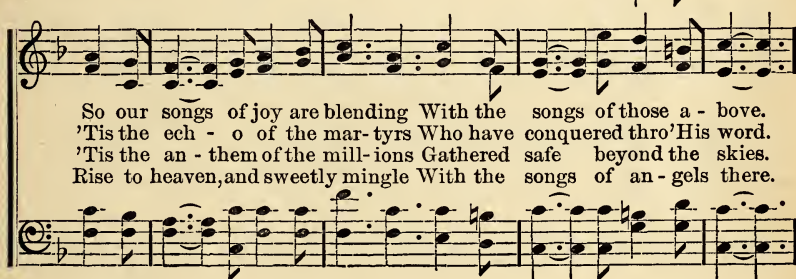 So our songs of joy are blending With the songs of those a - bove.
'Tis the ech - o of the mar- tyrs Who have conquered thro' His word.
'Tis the an - them of the mill- ions Gathered safe beyond the skies.
Rise to heaven, and sweetly mingle With the songs of an - gels there.